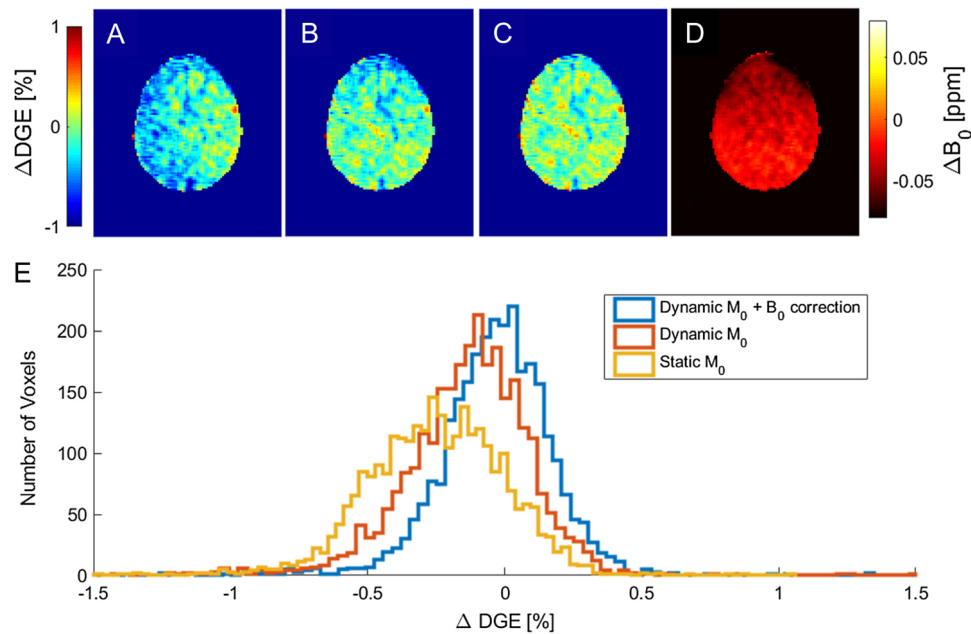 A B C D
1
0
-1
ΔDGE [%]
0.05
0
-0.05
ΔB₀ [ppm]
E
250
200
150
100
50
0
Number of Voxels
Dynamic M₀ + B₀ correction
Dynamic M₀
Static M₀
-1.5 -1 -0.5 0 0.5 1 1.5
Δ DGE [%]